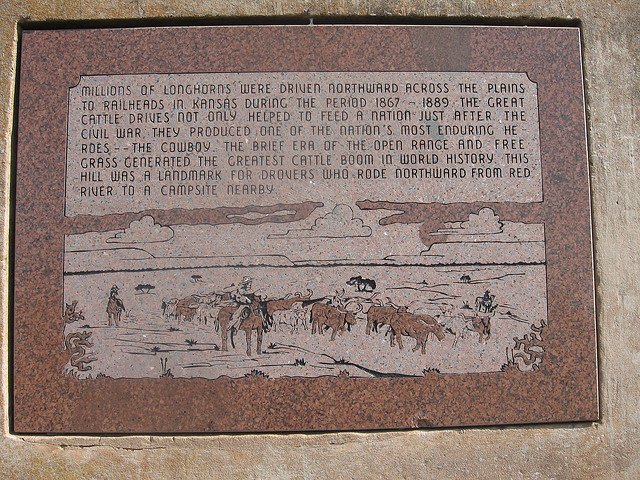 MILLIONS OF LONGHORNS WERE DRIVEN NORTHWARD ACROSS THE PLAINS
TO RAILHEADS IN KANSAS DURING THE PERIOD 1867 - 1889. THE GREAT
CATTLE DRIVES NOT ONLY HELPED TO FEED A NATION JUST AFTER THE
CIVIL WAR, THEY PRODUCED ONE OF THE NATION'S MOST ENDURING HE-
ROES -- THE COWBOY. THE BRIEF ERA OF THE OPEN RANGE AND FREE
GRASS GENERATED THE GREATEST CATTLE BOOM IN WORLD HISTORY. THIS
HILL WAS A LANDMARK FOR DROVERS WHO RODE NORTHWARD FROM RED
RIVER TO A CAMPSITE NEARBY.